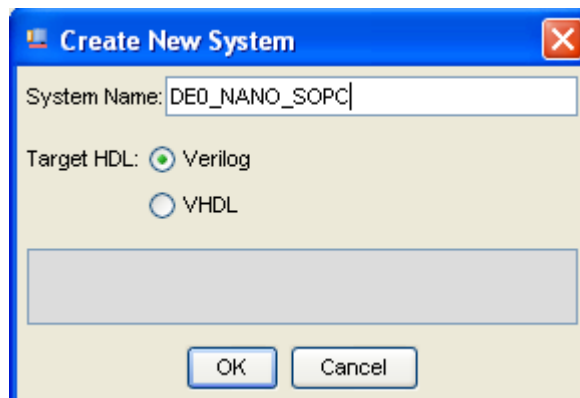 Create New System
System Name: DE0_NANO_SOPC
Target HDL: Verilog
VHDL
OK Cancel